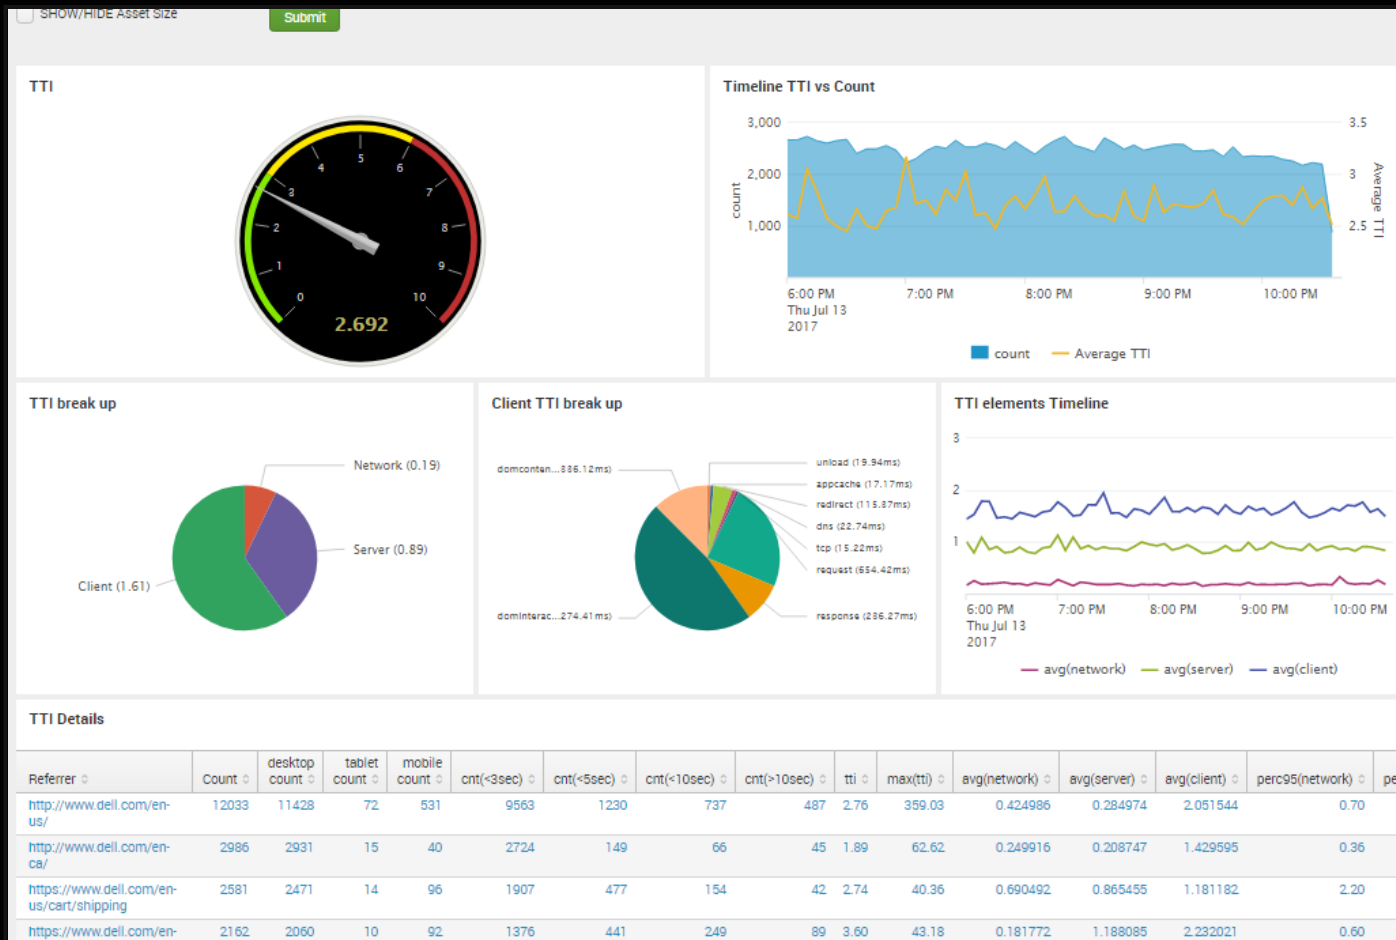 SHOW/HIDE Asset Size
Submit
TTI
0 1 2 3 4 5 6 7 8 9 10
2.692
Timeline TTI vs Count
3,000
2,000
1,000
count
3.5
3
2.5
Average TTI
6:00 PM 7:00 PM 8:00 PM 9:00 PM 10:00 PM
Thu Jul 13
2017
count Average TTI
TTI break up
Network (0.19)
Server (0.89)
Client (1.61)
Client TTI break up
domconten...336.12ms)
dominterac...274.41ms)
unload (19.94ms)
appcache (17.17ms)
redirect (115.37ms)
dns (22.74ms)
tcp (15.22ms)
request (654.42ms)
response (236.27ms)
TTI elements Timeline
3
2
1
6:00 PM 7:00 PM 8:00 PM 9:00 PM 10:00 PM
Thu Jul 13
2017
avg(network) avg(server) avg(client)
TTI Details
Referrer Count desktop count tablet count mobile count cnt(<3sec) cnt(<5sec) cnt(<10sec) cnt(>10sec) tti max(tti) avg(network) avg(server) avg(client) perc95(network) pe
http://www.dell.com/en-us/ 12033 11428 72 531 9563 1230 737 487 2.76 359.03 0.424986 0.284974 2.051544 0.70
http://www.dell.com/en-ca/ 2986 2931 15 40 2724 149 66 45 1.89 62.62 0.249916 0.208747 1.429595 0.36
https://www.dell.com/en-us/cart/shipping 2581 2471 14 96 1907 477 154 42 2.74 40.36 0.690492 0.865455 1.181182 2.20
https://www.dell.com/en- 2162 2060 10 92 1376 441 249 89 3.60 43.18 0.181772 1.188085 2.232021 0.60